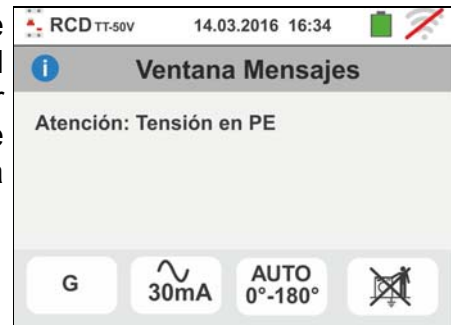 RCD TT-50V 14.03.2016 16:34
i Ventana Mensajes
Atención: Tensión en PE
G 30mA AUTO
0°-180°